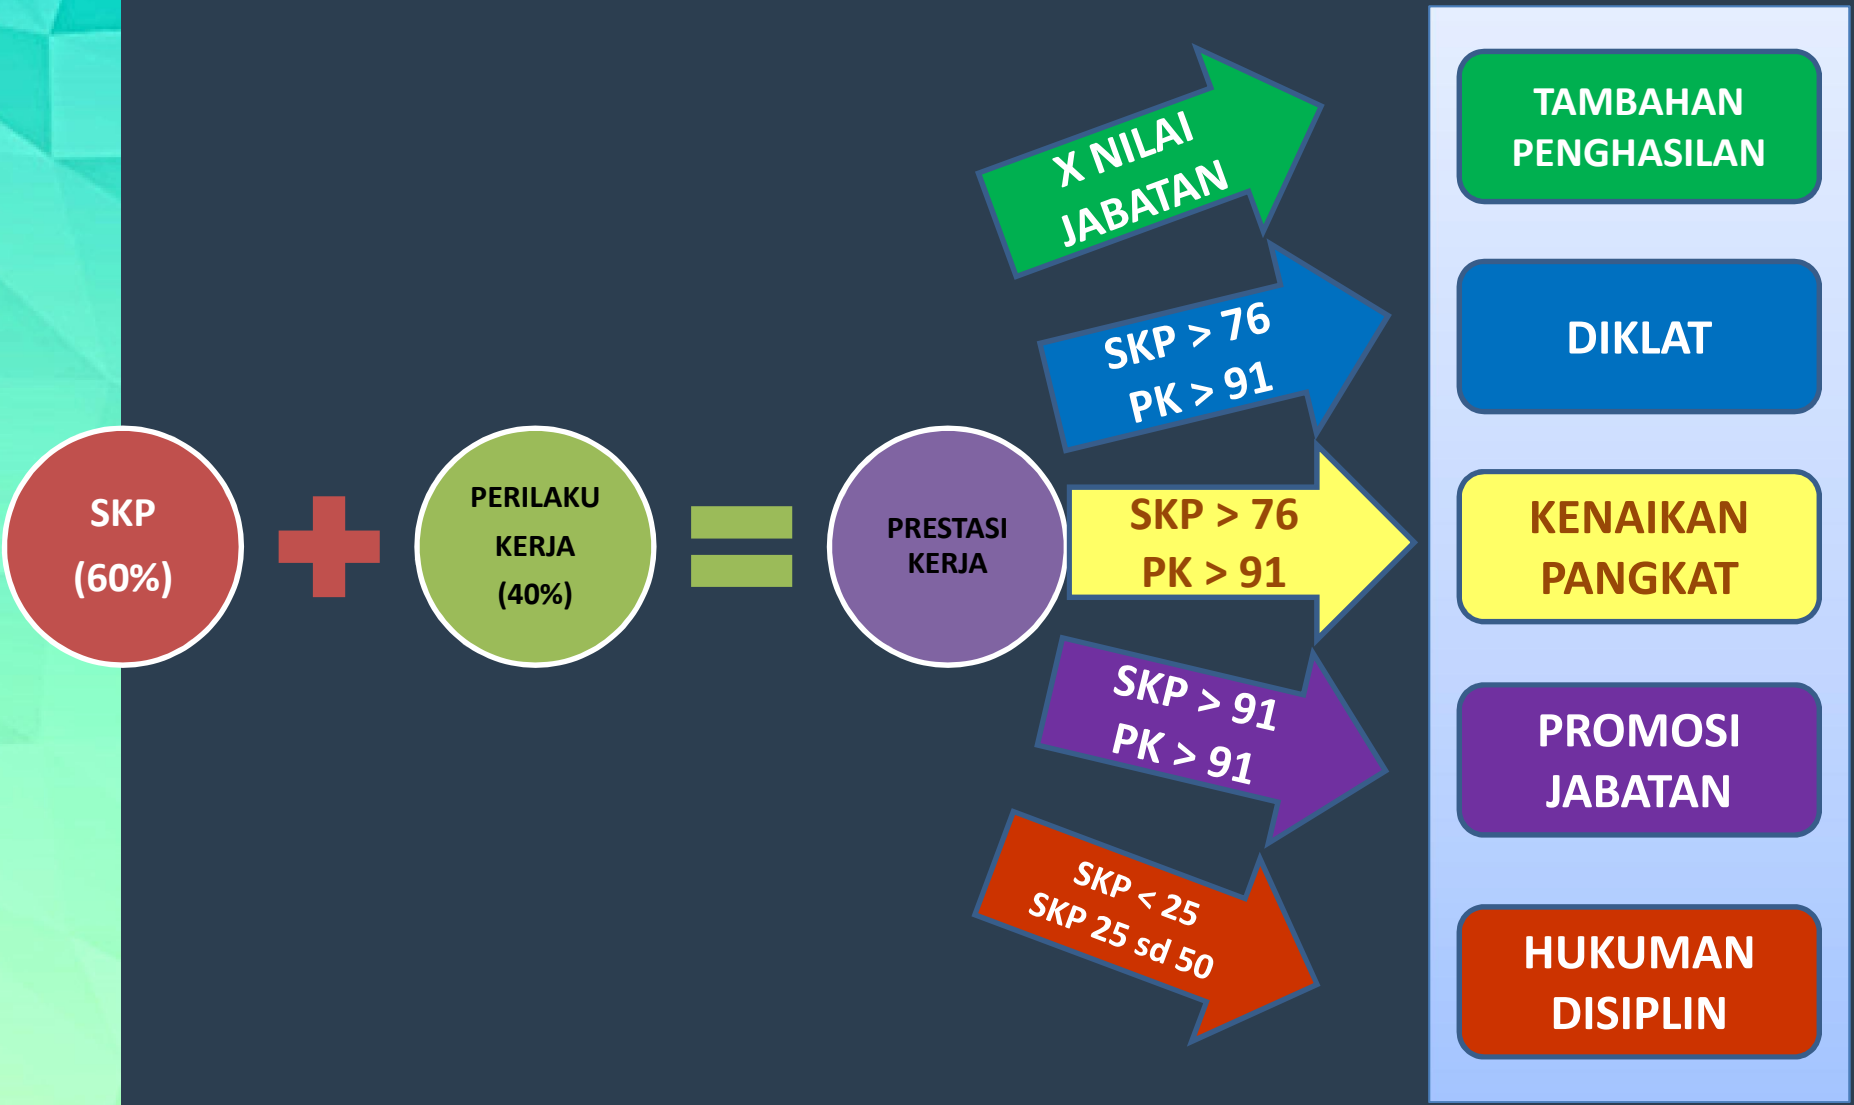 SKP
(60%)
PERILAKU
KERJA
(40%)
PRESTASI
KERJA
X NILAI
JABATAN
TAMBAHAN
PENGHASILAN
SKP > 76
PK > 91
DIKLAT
SKP > 76
PK > 91
KENAIKAN
PANGKAT
SKP > 91
PK > 91
PROMOSI
JABATAN
SKP < 25
SKP 25 sd 50
HUKUMAN
DISIPLIN